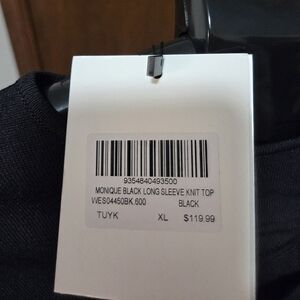 9354840493500
MONIQUE BLACK LONG SLEEVE KNIT TOP
WES04450BK.600 BLACK
TUYK XL $119.99